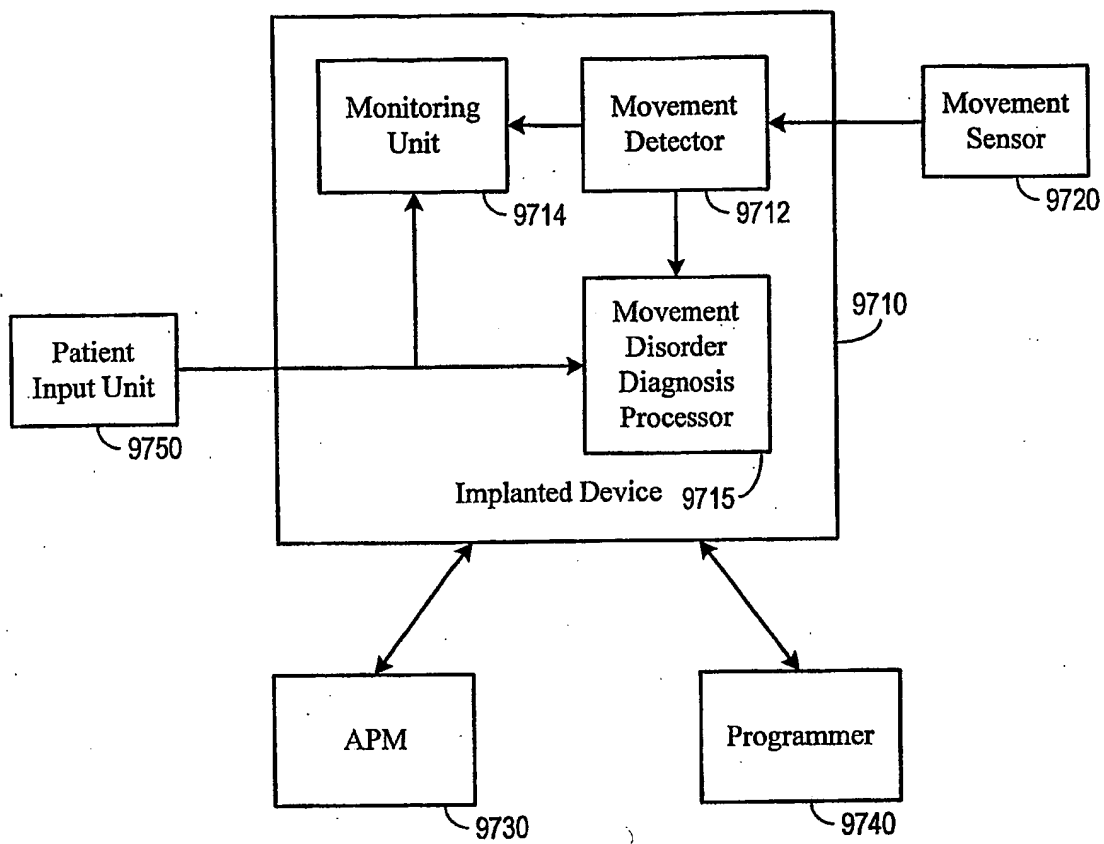 Monitoring
Unit
9714
Movement
Detector
9712
Movement
Sensor
9720
Patient
Input Unit
9750
Movement
Disorder
Diagnosis
Processor
9715
9710
Implanted Device
APM
9730
Programmer
9740